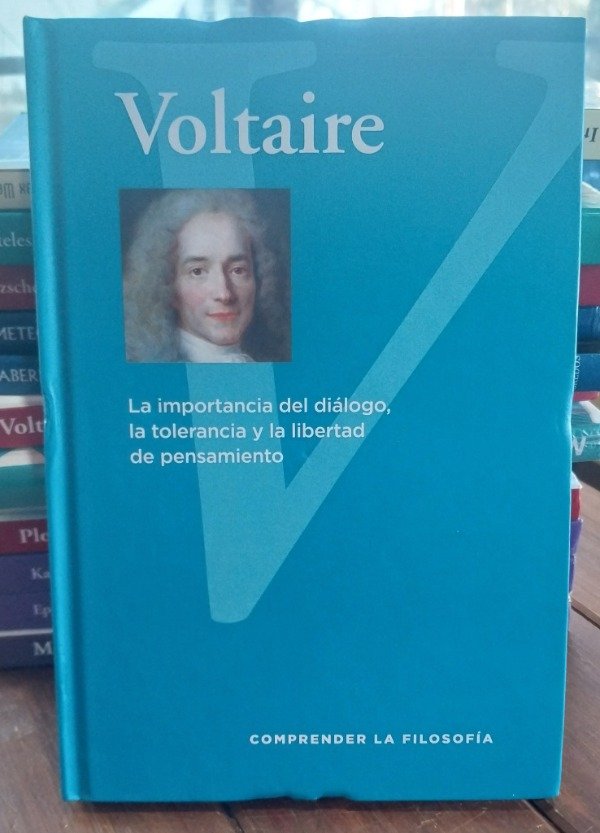 Voltaire
La importancia del diálogo,
la tolerancia y la libertad
de pensamiento
COMPRENDER LA FILOSOFÍA